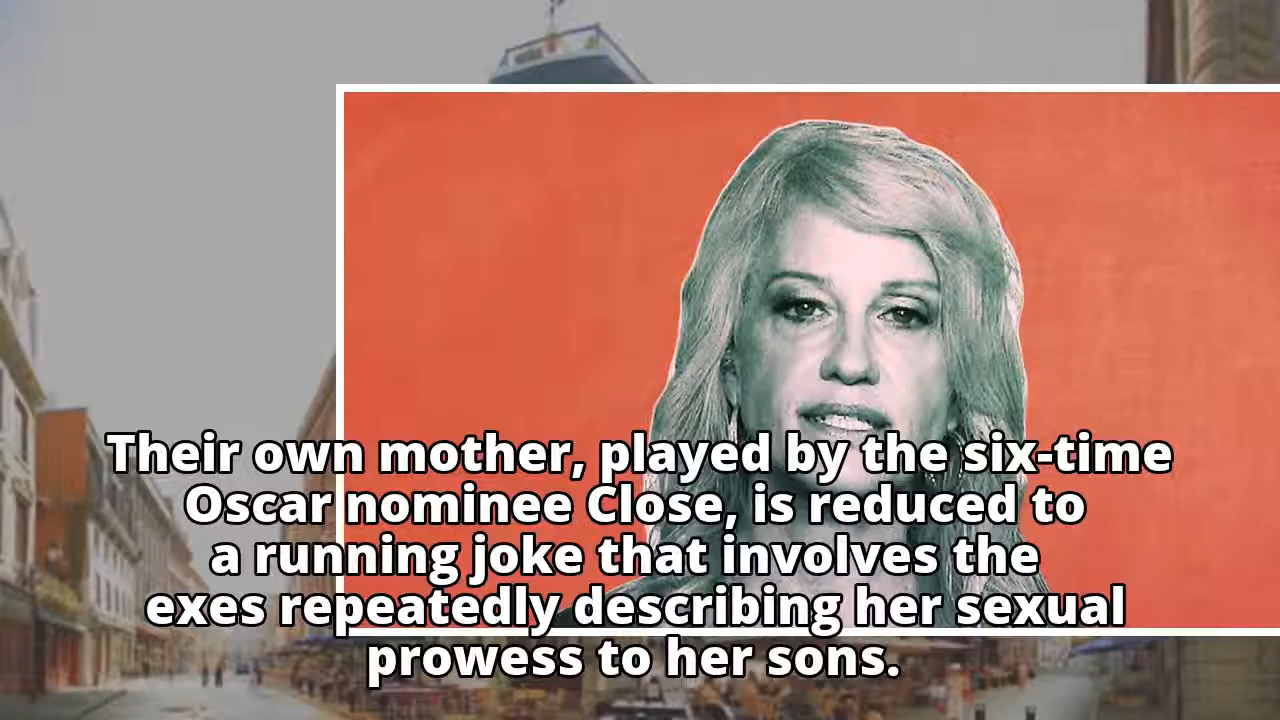 Their own mother, played by the six-time
Oscar nominee Close, is reduced to
a running joke that involves the
exes repeatedly describing her sexual
prowess to her sons.